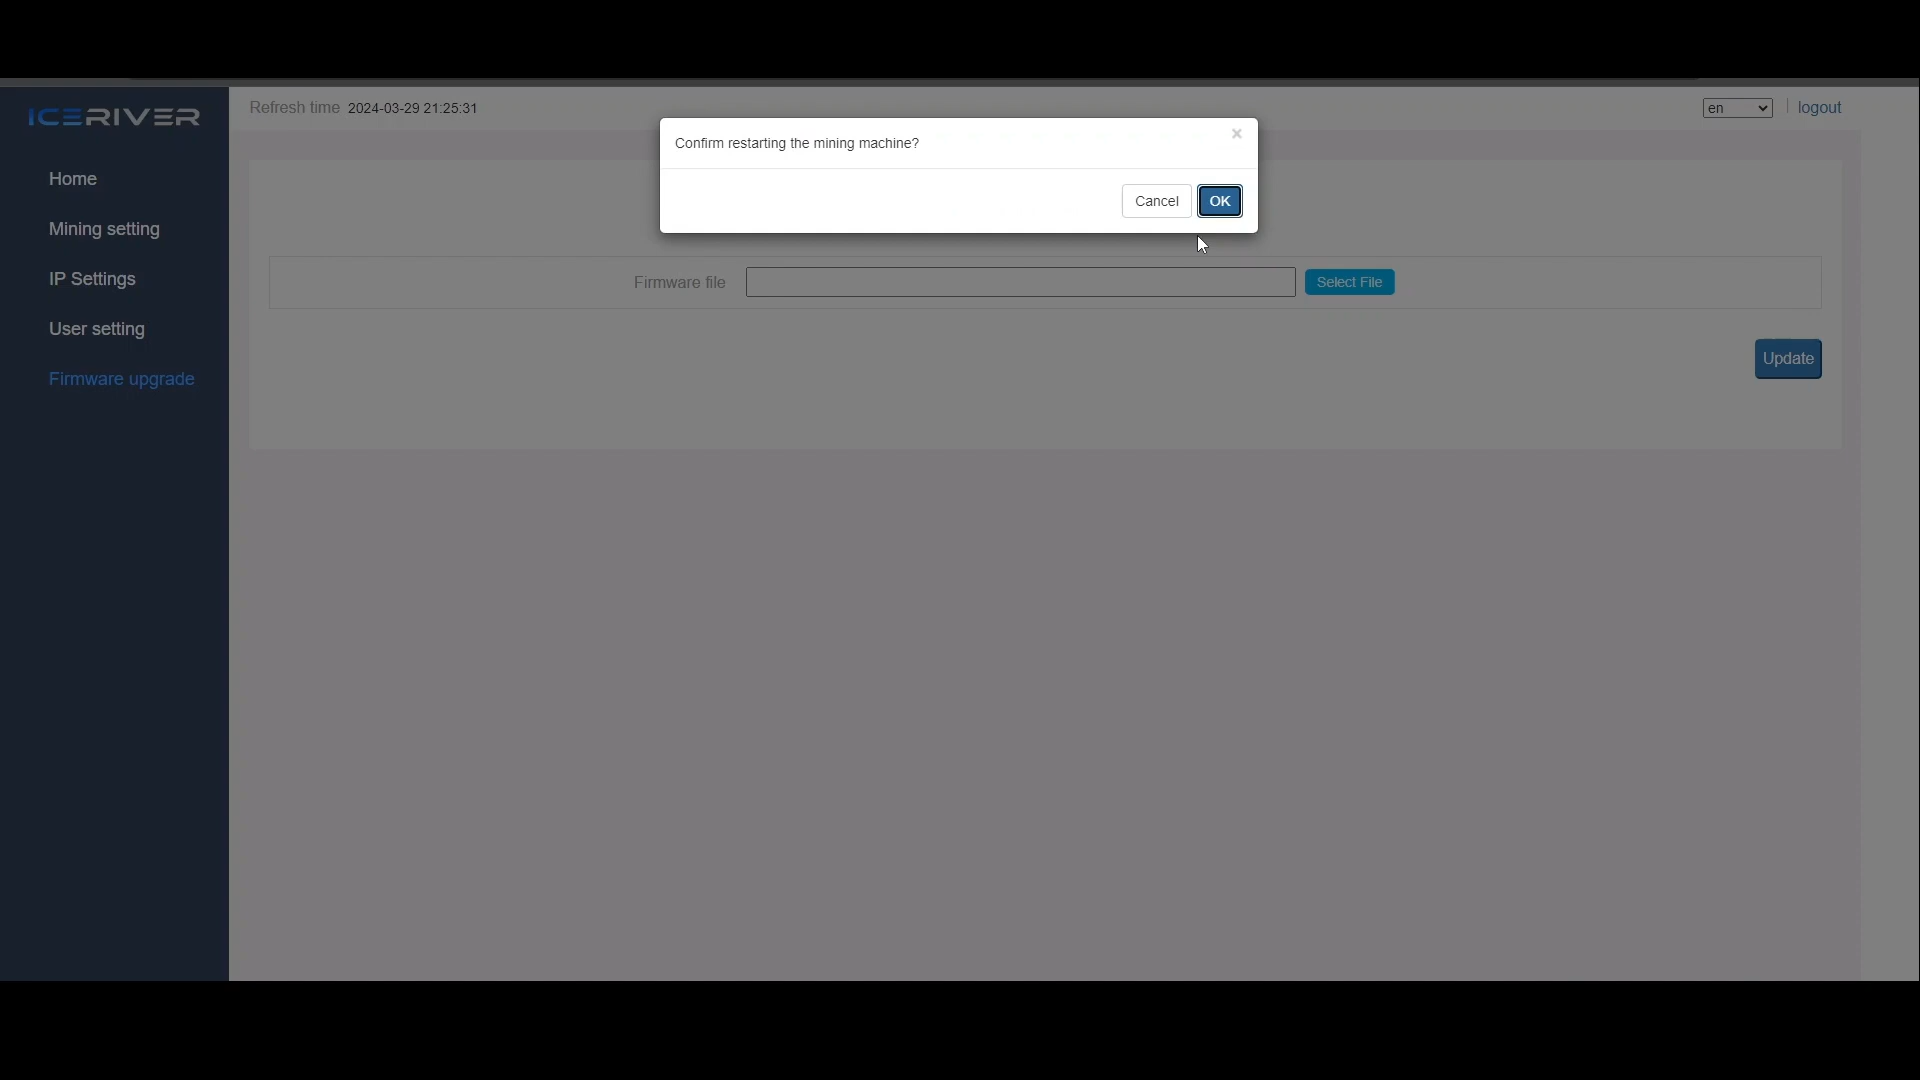 ICERIVER
Refresh time 2024-03-29 21:25:31
en
logout
Confirm restarting the mining machine?
×
Cancel
OK
Home
Mining setting
IP Settings
User setting
Firmware upgrade
Firmware file
Select File
Update